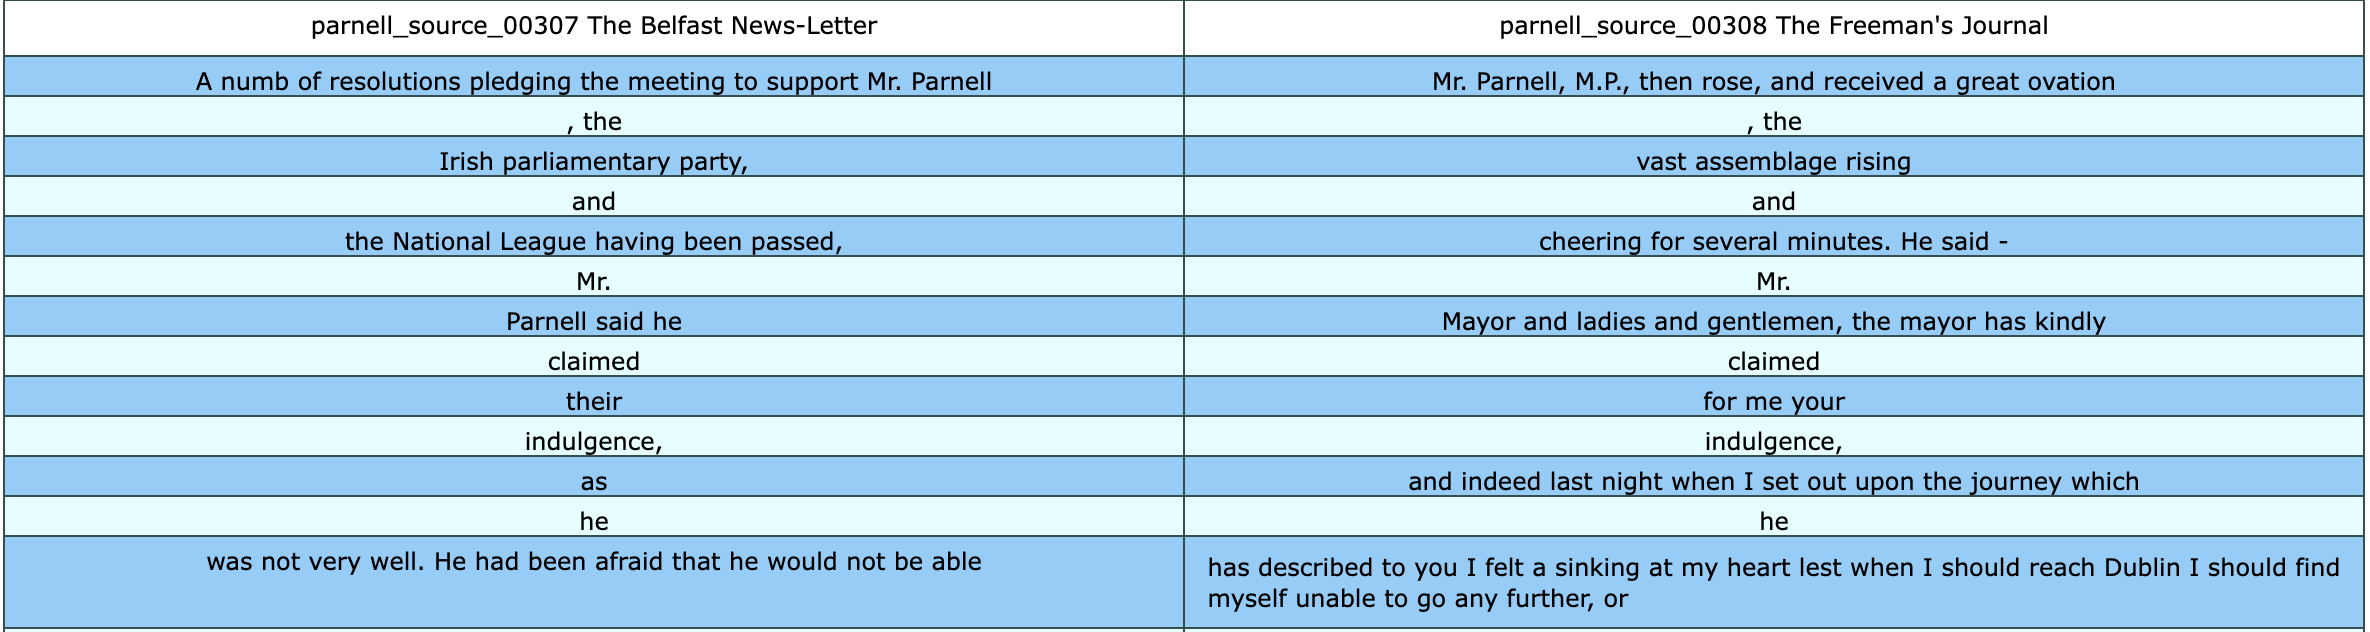 parnell_source_00307 The Belfast News-Letter	parnell_source_00308 The Freeman's Journal
A numb of resolutions pledging the meeting to support Mr. Parnell	Mr. Parnell, M.P., then rose, and received a great ovation
, the	, the
Irish parliamentary party,	vast assemblage rising
and	and
the National League having been passed,	cheering for several minutes. He said -
Mr.	Mr.
Parnell said he	Mayor and ladies and gentlemen, the mayor has kindly
claimed	claimed
their	for me your
indulgence,	indulgence,
as	and indeed last night when I set out upon the journey which
he	he
was not very well. He had been afraid that he would not be able	has described to you I felt a sinking at my heart lest when I should reach Dublin I should find
myself unable to go any further, or